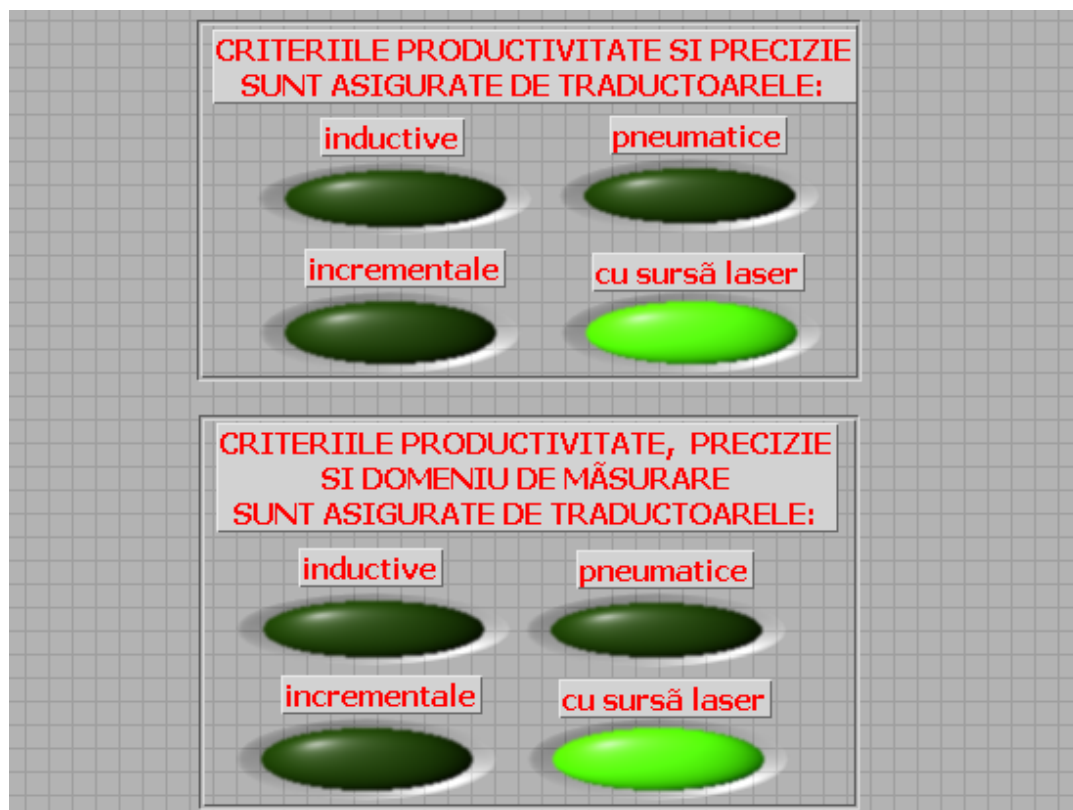 CRITERIILE PRODUCTIVITATE SI PRECIZIE
SUNT ASIGURATE DE TRADUCTOARELE:
inductive
pneumatice
incrementale
cu sursã laser
CRITERIILE PRODUCTIVITATE, PRECIZIE
SI DOMENIU DE MÃSURARE
SUNT ASIGURATE DE TRADUCTOARELE:
inductive
pneumatice
incrementale
cu sursã laser